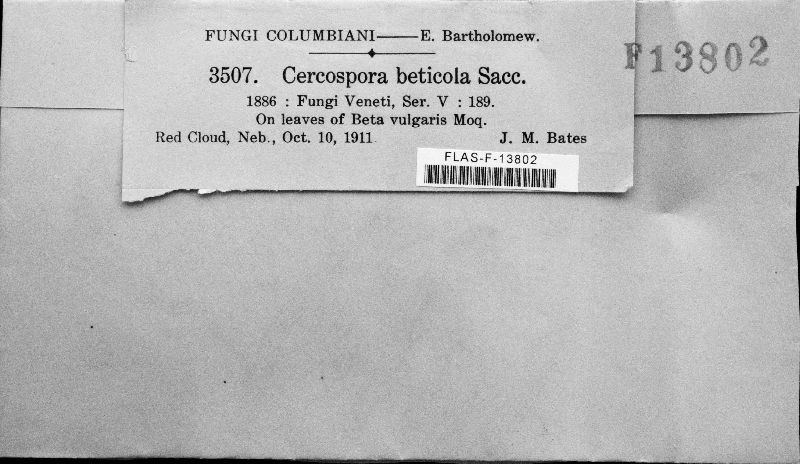 FUNGI COLUMBIANI——E. Bartholomew.
F13802
3507. Cercospora beticola Sacc.
1886 : Fungi Veneti, Ser. V : 189.
On leaves of Beta vulgaris Moq.
Red Cloud, Neb., Oct. 10, 1911 J. M. Bates
FLAS-F-13802